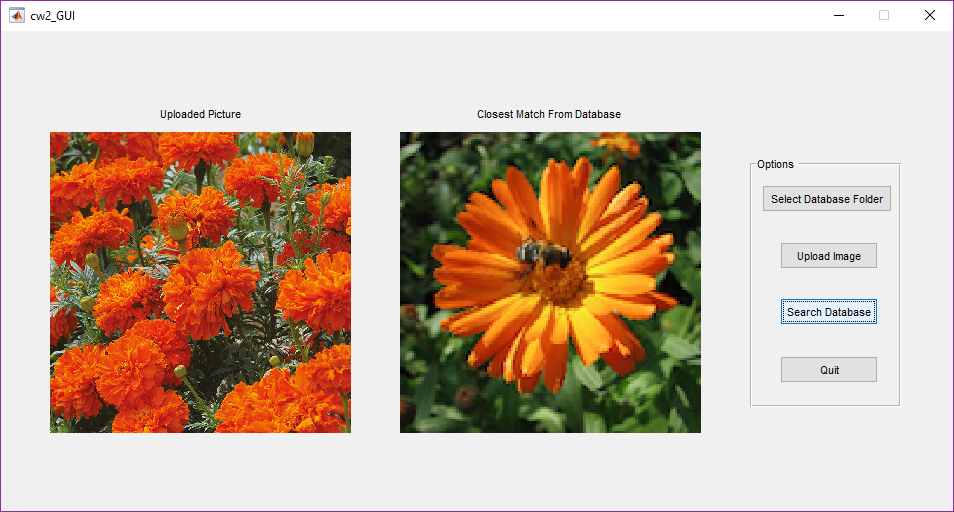 cw2_GUI
Uploaded Picture
Closest Match From Database
Options
Select Database Folder
Upload Image
Search Database
Quit